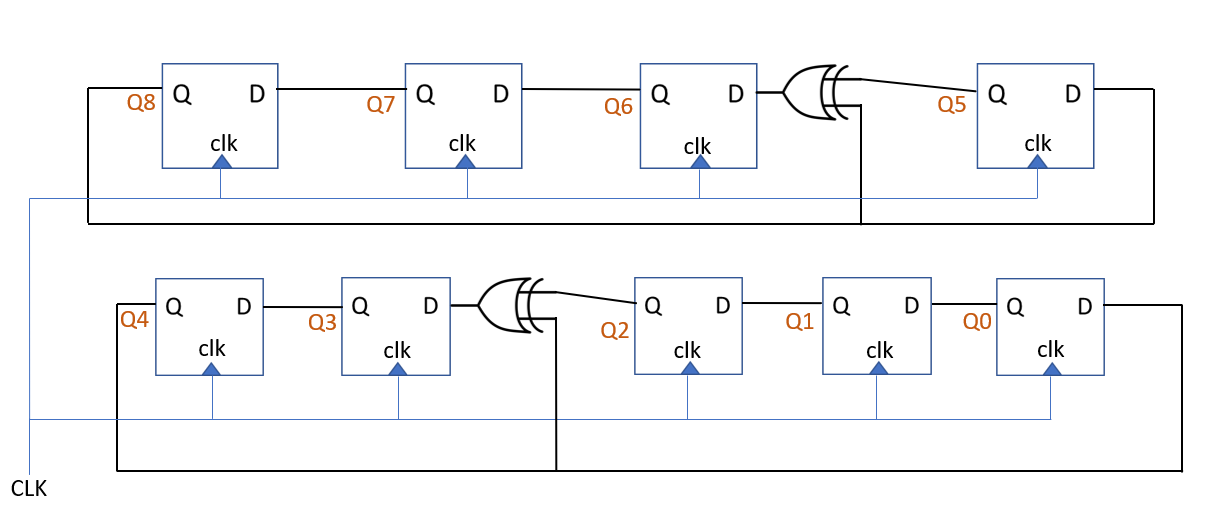 Q D Q D Q D Q D
Q8 Q7 Q6 Q5
clk clk clk clk
Q D Q D Q D Q D Q D
Q4 Q3 Q2 Q1 Q0
clk clk clk clk clk
CLK